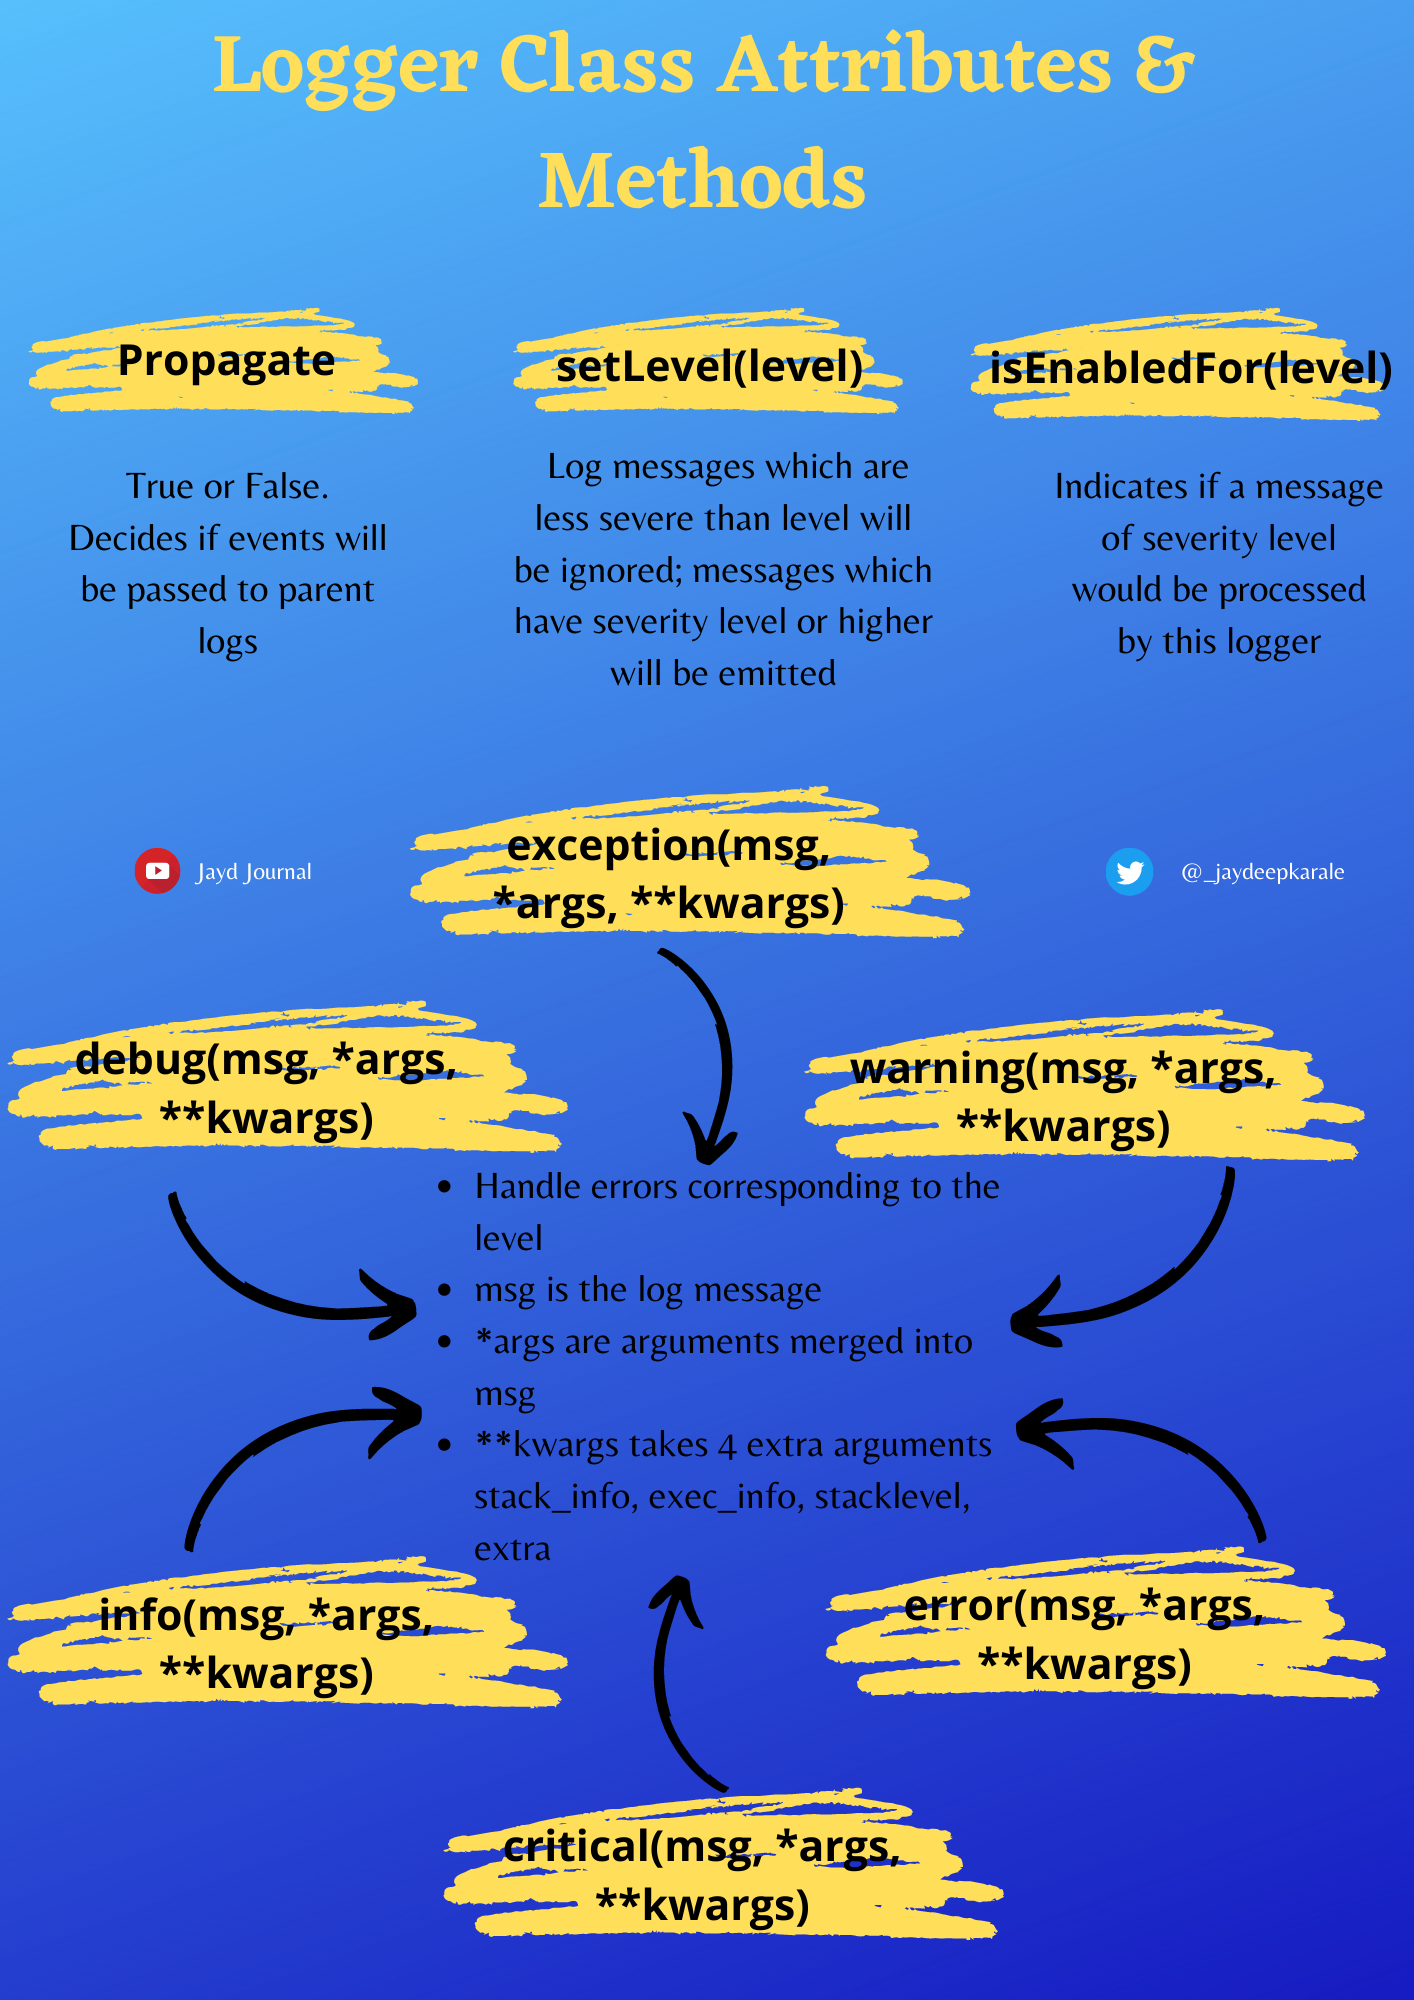 Logger Class Attributes &
Methods
Propagate
True or False.
Decides if events will
be passed to parent
logs
setLevel(level)
Log messages which are
less severe than level will
be ignored; messages which
have severity level or higher
will be emitted
isEnabledFor(level)
Indicates if a message
of severity level
would be processed
by this logger
Jayd Journal
exception(msg,
*args, **kwargs)
@_jaydeepkarale
debug(msg, *args,
**kwargs)
warning(msg, *args,
**kwargs)
• Handle errors corresponding to the
level
• msg is the log message
• *args are arguments merged into
msg
• **kwargs takes 4 extra arguments
stack_info, exec_info, stacklevel,
extra
info(msg, *args,
**kwargs)
error(msg, *args,
**kwargs)
critical(msg, *args,
**kwargs)